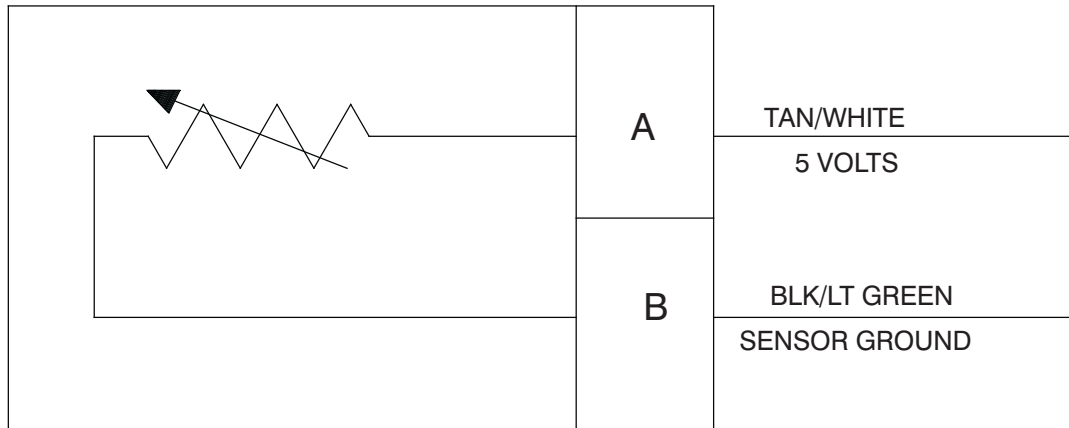 A
TAN/WHITE
5 VOLTS
B
BLK/LT GREEN
SENSOR GROUND